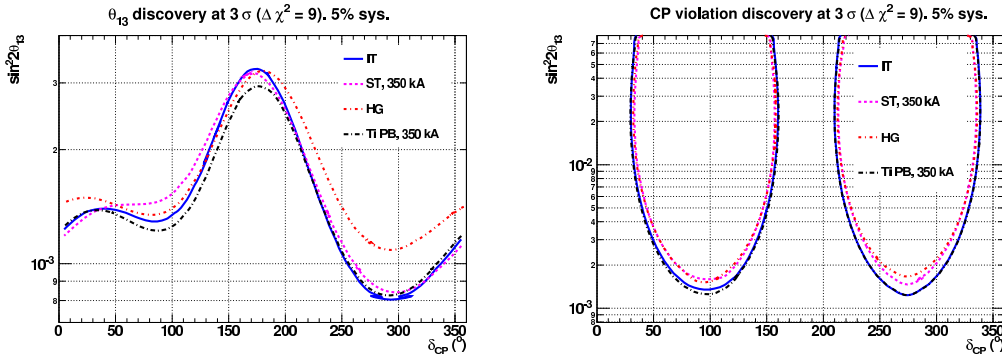 θ13 discovery at 3 σ (Δ χ² = 9). 5% sys.
sin²2θ13
IT
ST, 350 kA
HG
Ti PB, 350 kA
3
2
10⁻³
9
8
0 50 100 150 200 250 300 350
δCP (°)
CP violation discovery at 3 σ (Δ χ² = 9). 5% sys.
sin²2θ13
IT
ST, 350 kA
HG
Ti PB, 350 kA
7
6
5
4
3
2
10⁻²
9
8
7
6
5
4
3
2
10⁻³
9
8
0 50 100 150 200 250 300 350
δCP (°)